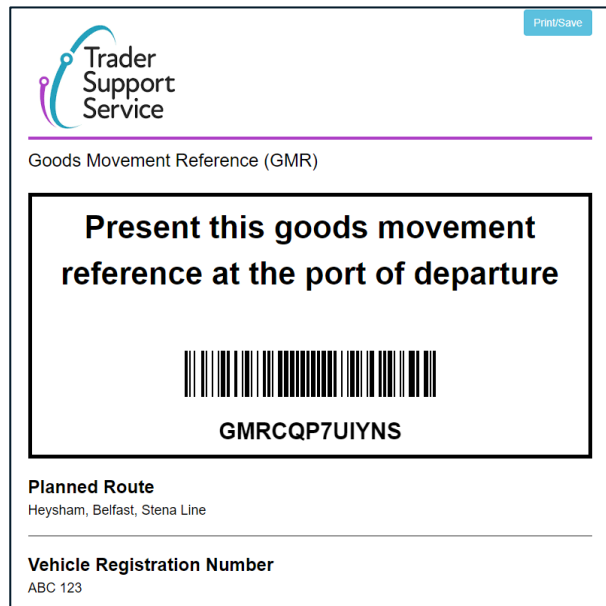 Print/Save
Trader
Support
Service
Goods Movement Reference (GMR)
Present this goods movement
reference at the port of departure
GMRCQP7UIYNS
Planned Route
Heysham, Belfast, Stena Line
Vehicle Registration Number
ABC 123